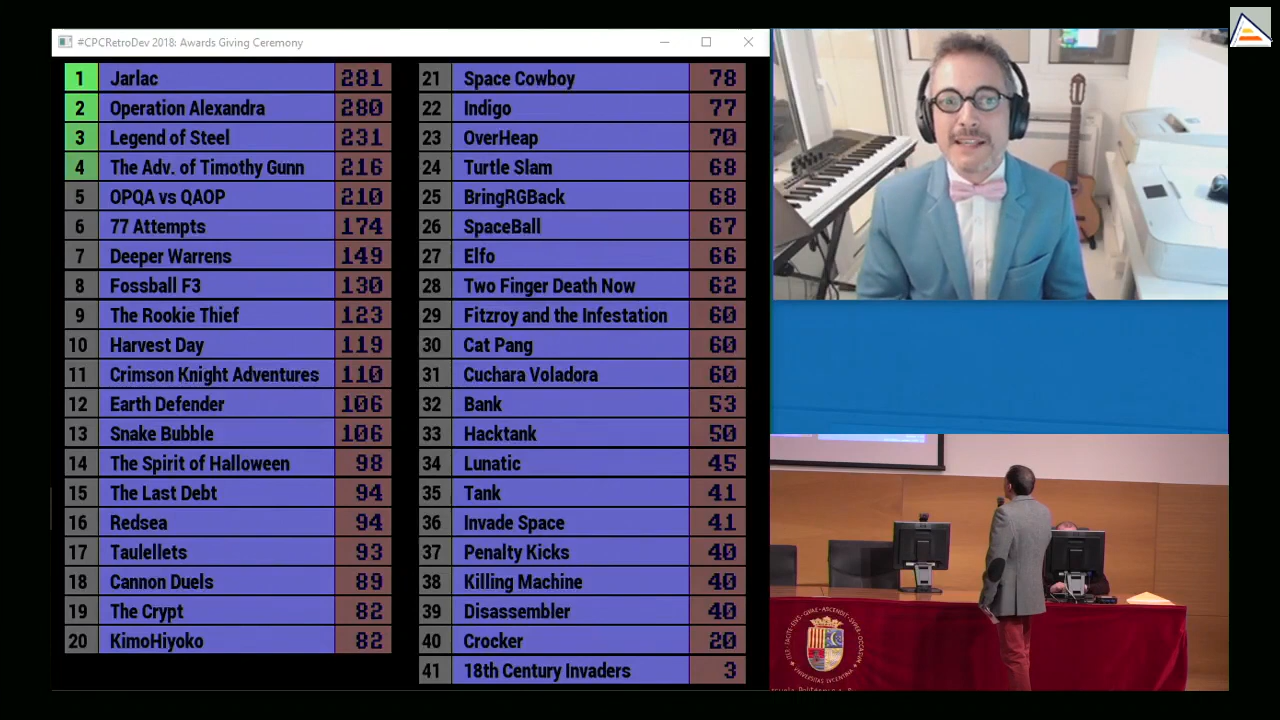 #CPCRetroDev 2018: Awards Giving Ceremony
1 Jarlac 281
2 Operation Alexandra 280
3 Legend of Steel 231
4 The Adv. of Timothy Gunn 216
5 OPQA vs QAOP 210
6 77 Attempts 174
7 Deeper Warrens 149
8 Fossball F3 130
9 The Rookie Thief 123
10 Harvest Day 119
11 Crimson Knight Adventures 110
12 Earth Defender 106
13 Snake Bubble 106
14 The Spirit of Halloween 98
15 The Last Debt 94
16 Redsea 94
17 Taulellets 93
18 Cannon Duels 89
19 The Crypt 82
20 KimoHiyoko 82
21 Space Cowboy 78
22 Indigo 77
23 OverHeap 70
24 Turtle Slam 68
25 BringRGBack 68
26 SpaceBall 67
27 Elfo 66
28 Two Finger Death Now 62
29 Fitzroy and the Infestation 60
30 Cat Pang 60
31 Cuchara Voladora 60
32 Bank 53
33 Hacktank 50
34 Lunatic 45
35 Tank 41
36 Invade Space 41
37 Penalty Kicks 40
38 Killing Machine 40
39 Disassembler 40
40 Crocker 20
41 18th Century Invaders 3